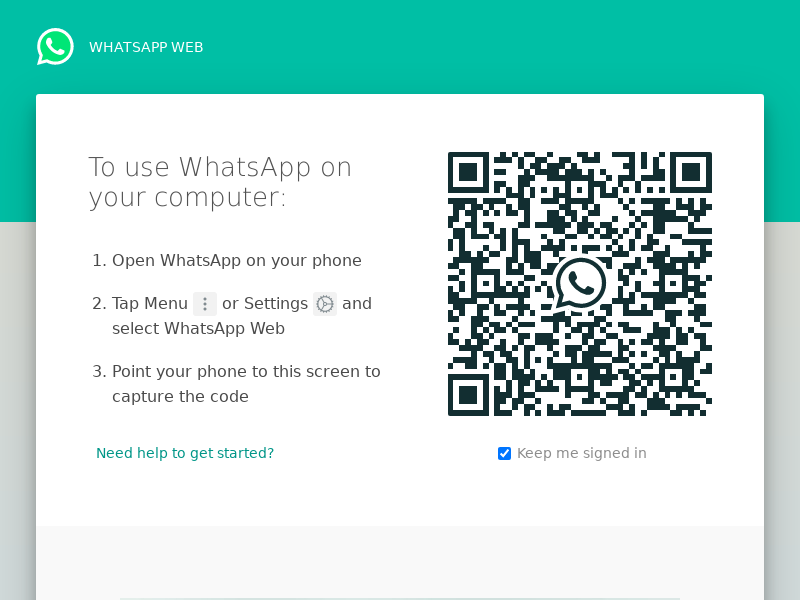 WHATSAPP WEB
To use WhatsApp on
your computer:
1. Open WhatsApp on your phone
2. Tap Menu or Settings and
select WhatsApp Web
3. Point your phone to this screen to
capture the code
Need help to get started?
Keep me signed in